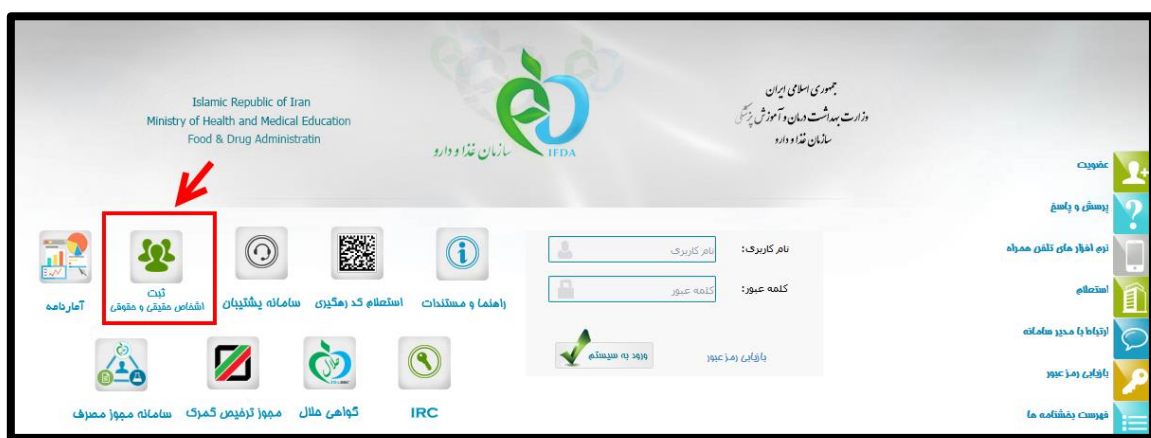 Islamic Republic of Iran
Ministry of Health and Medical Education
Food & Drug Administratin
سازمان غذا و دارو
IFDA
جمهوری اسلامی ایران
وزارت بهداشت درمان و آموزش پزشکی
سازمان غذا و دارو
عضویت
پرسش و پاسخ
نرم افزار های تلفن همراه
استعلام
ارتباط با مدیر سامانه
بازیابی رمز عبور
فهرست بخشنامه ها
نام کاربری:
نام کاربری
کلمه عبور:
کلمه عبور
بازیابی رمز عبور
ورود به سیستم
راهنما و مستندات
استعلام کد رهگیری
سامانه پشتیبان
ثبت
اشخاص حقیقی و حقوقی
آمارنامه
IRC
گواهی حلال
مجوز ترخیص گمرک
سامانه مجوز مصرف